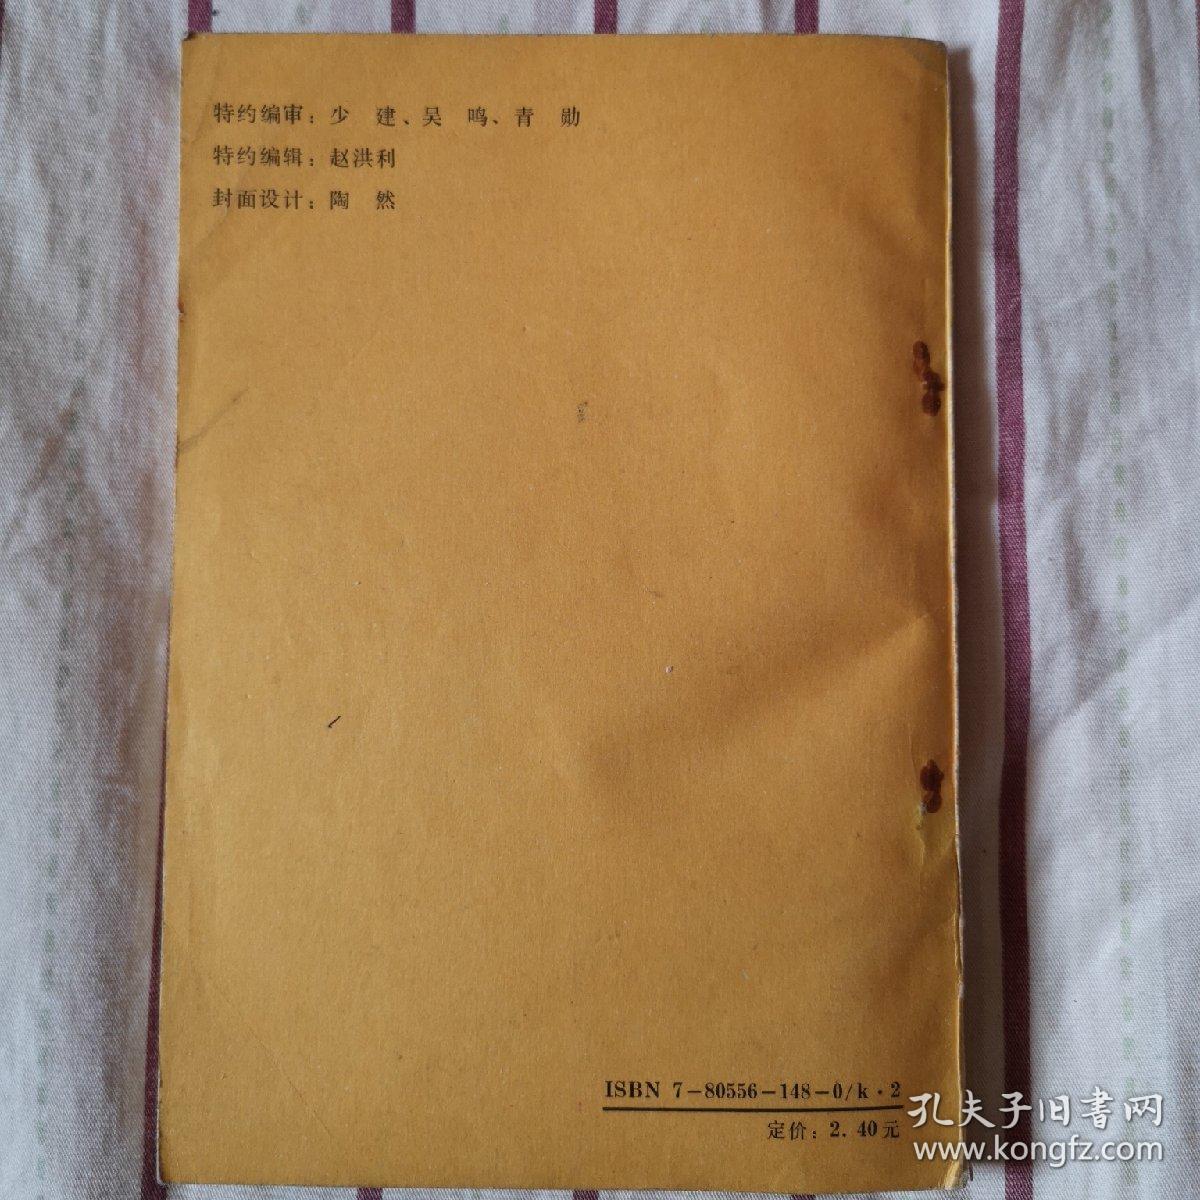 特约编审：少　建、吴　鸣、青　勋
特约编辑：赵洪利
封面设计：陶　然
ISBN 7-80556-148-0/k·2
定价：2.40元
孔夫子旧書网
www.kongfz.com